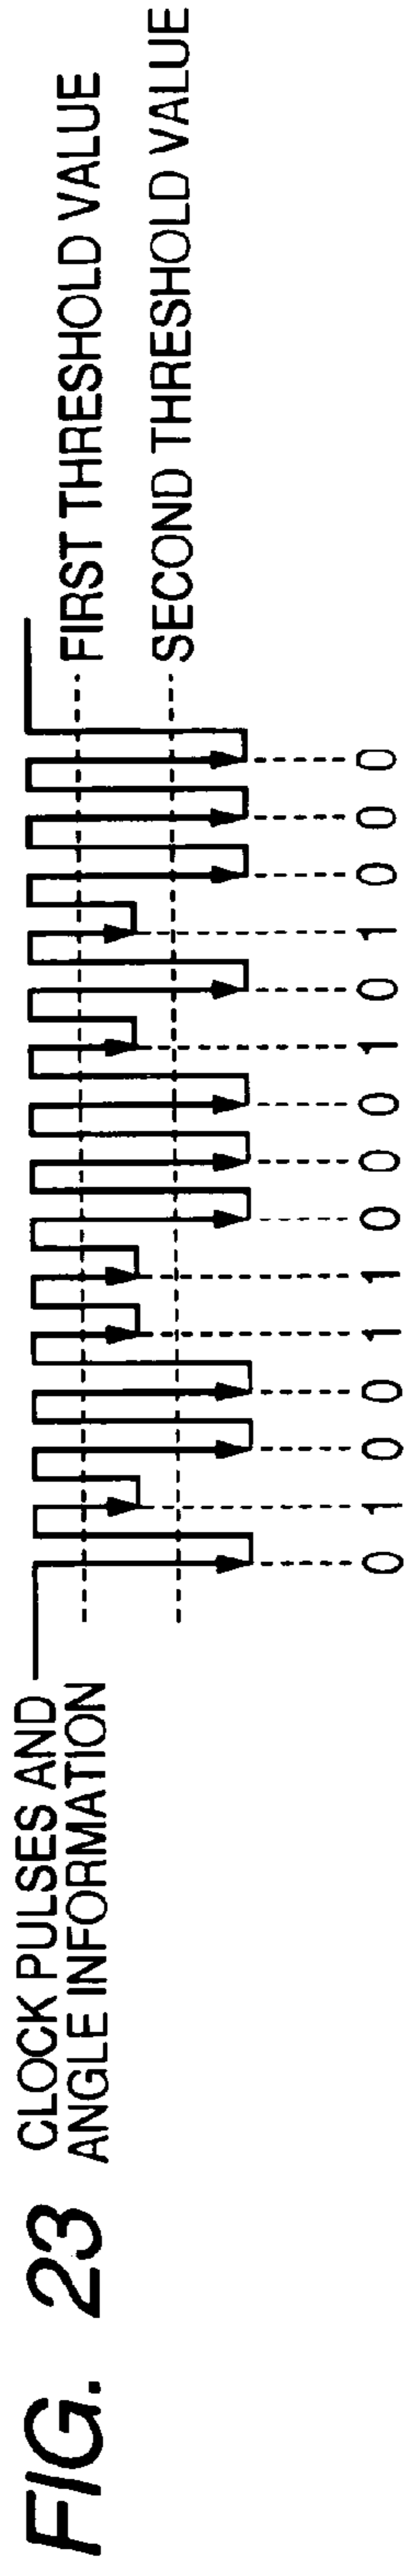 FIG. 23
CLOCK PULSES AND
ANGLE INFORMATION
FIRST THRESHOLD VALUE
SECOND THRESHOLD VALUE
0 1 0 0 1 1 0 0 0 1 0 1 0 0 0